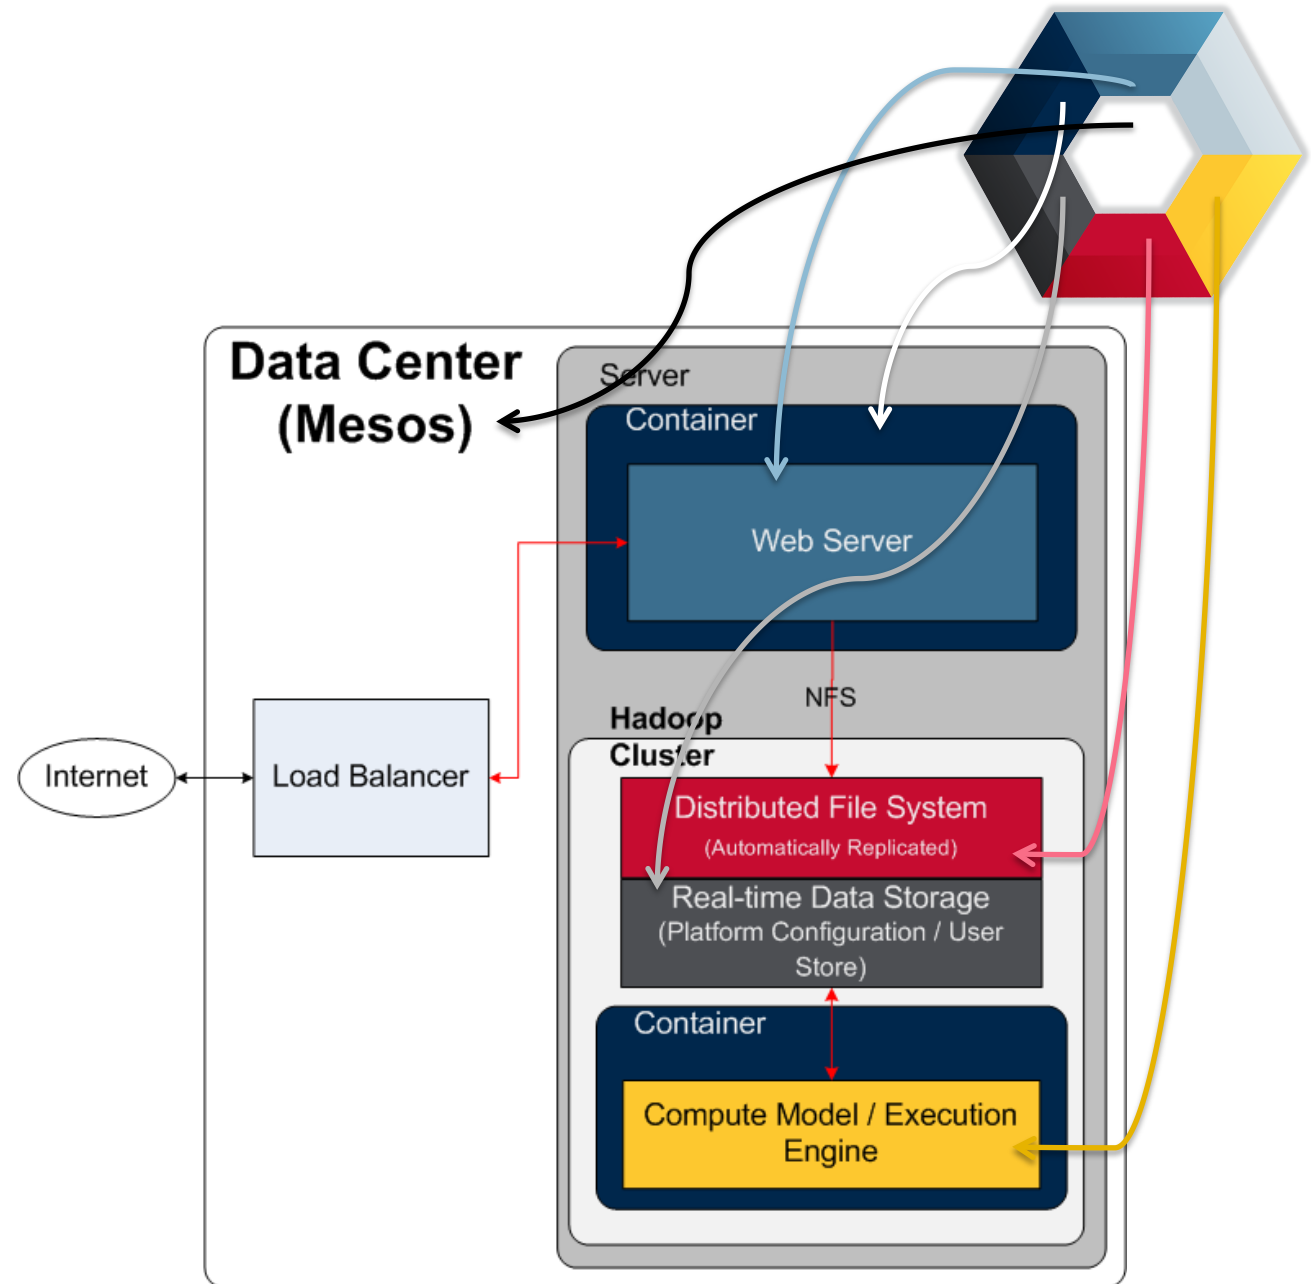 Data Center
(Mesos)
Server
Container
Web Server
NFS
Hadoop
Cluster
Internet
Load Balancer
Distributed File System
(Automatically Replicated)
Real-time Data Storage
(Platform Configuration / User
Store)
Container
Compute Model / Execution
Engine